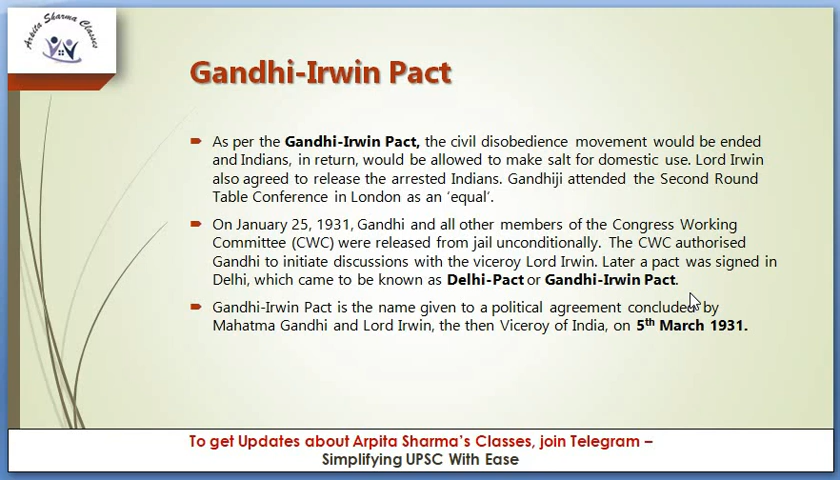 Arpita Sharma Classes
Gandhi-Irwin Pact
As per the Gandhi-Irwin Pact, the civil disobedience movement would be ended
and Indians, in return, would be allowed to make salt for domestic use. Lord Irwin
also agreed to release the arrested Indians. Gandhiji attended the Second Round
Table Conference in London as an ‘equal’.
On January 25, 1931, Gandhi and all other members of the Congress Working
Committee (CWC) were released from jail unconditionally. The CWC authorised
Gandhi to initiate discussions with the viceroy Lord Irwin. Later a pact was signed in
Delhi, which came to be known as Delhi-Pact or Gandhi-Irwin Pact.
Gandhi-Irwin Pact is the name given to a political agreement concluded by
Mahatma Gandhi and Lord Irwin, the then Viceroy of India, on 5th March 1931.
To get Updates about Arpita Sharma’s Classes, join Telegram –
Simplifying UPSC With Ease